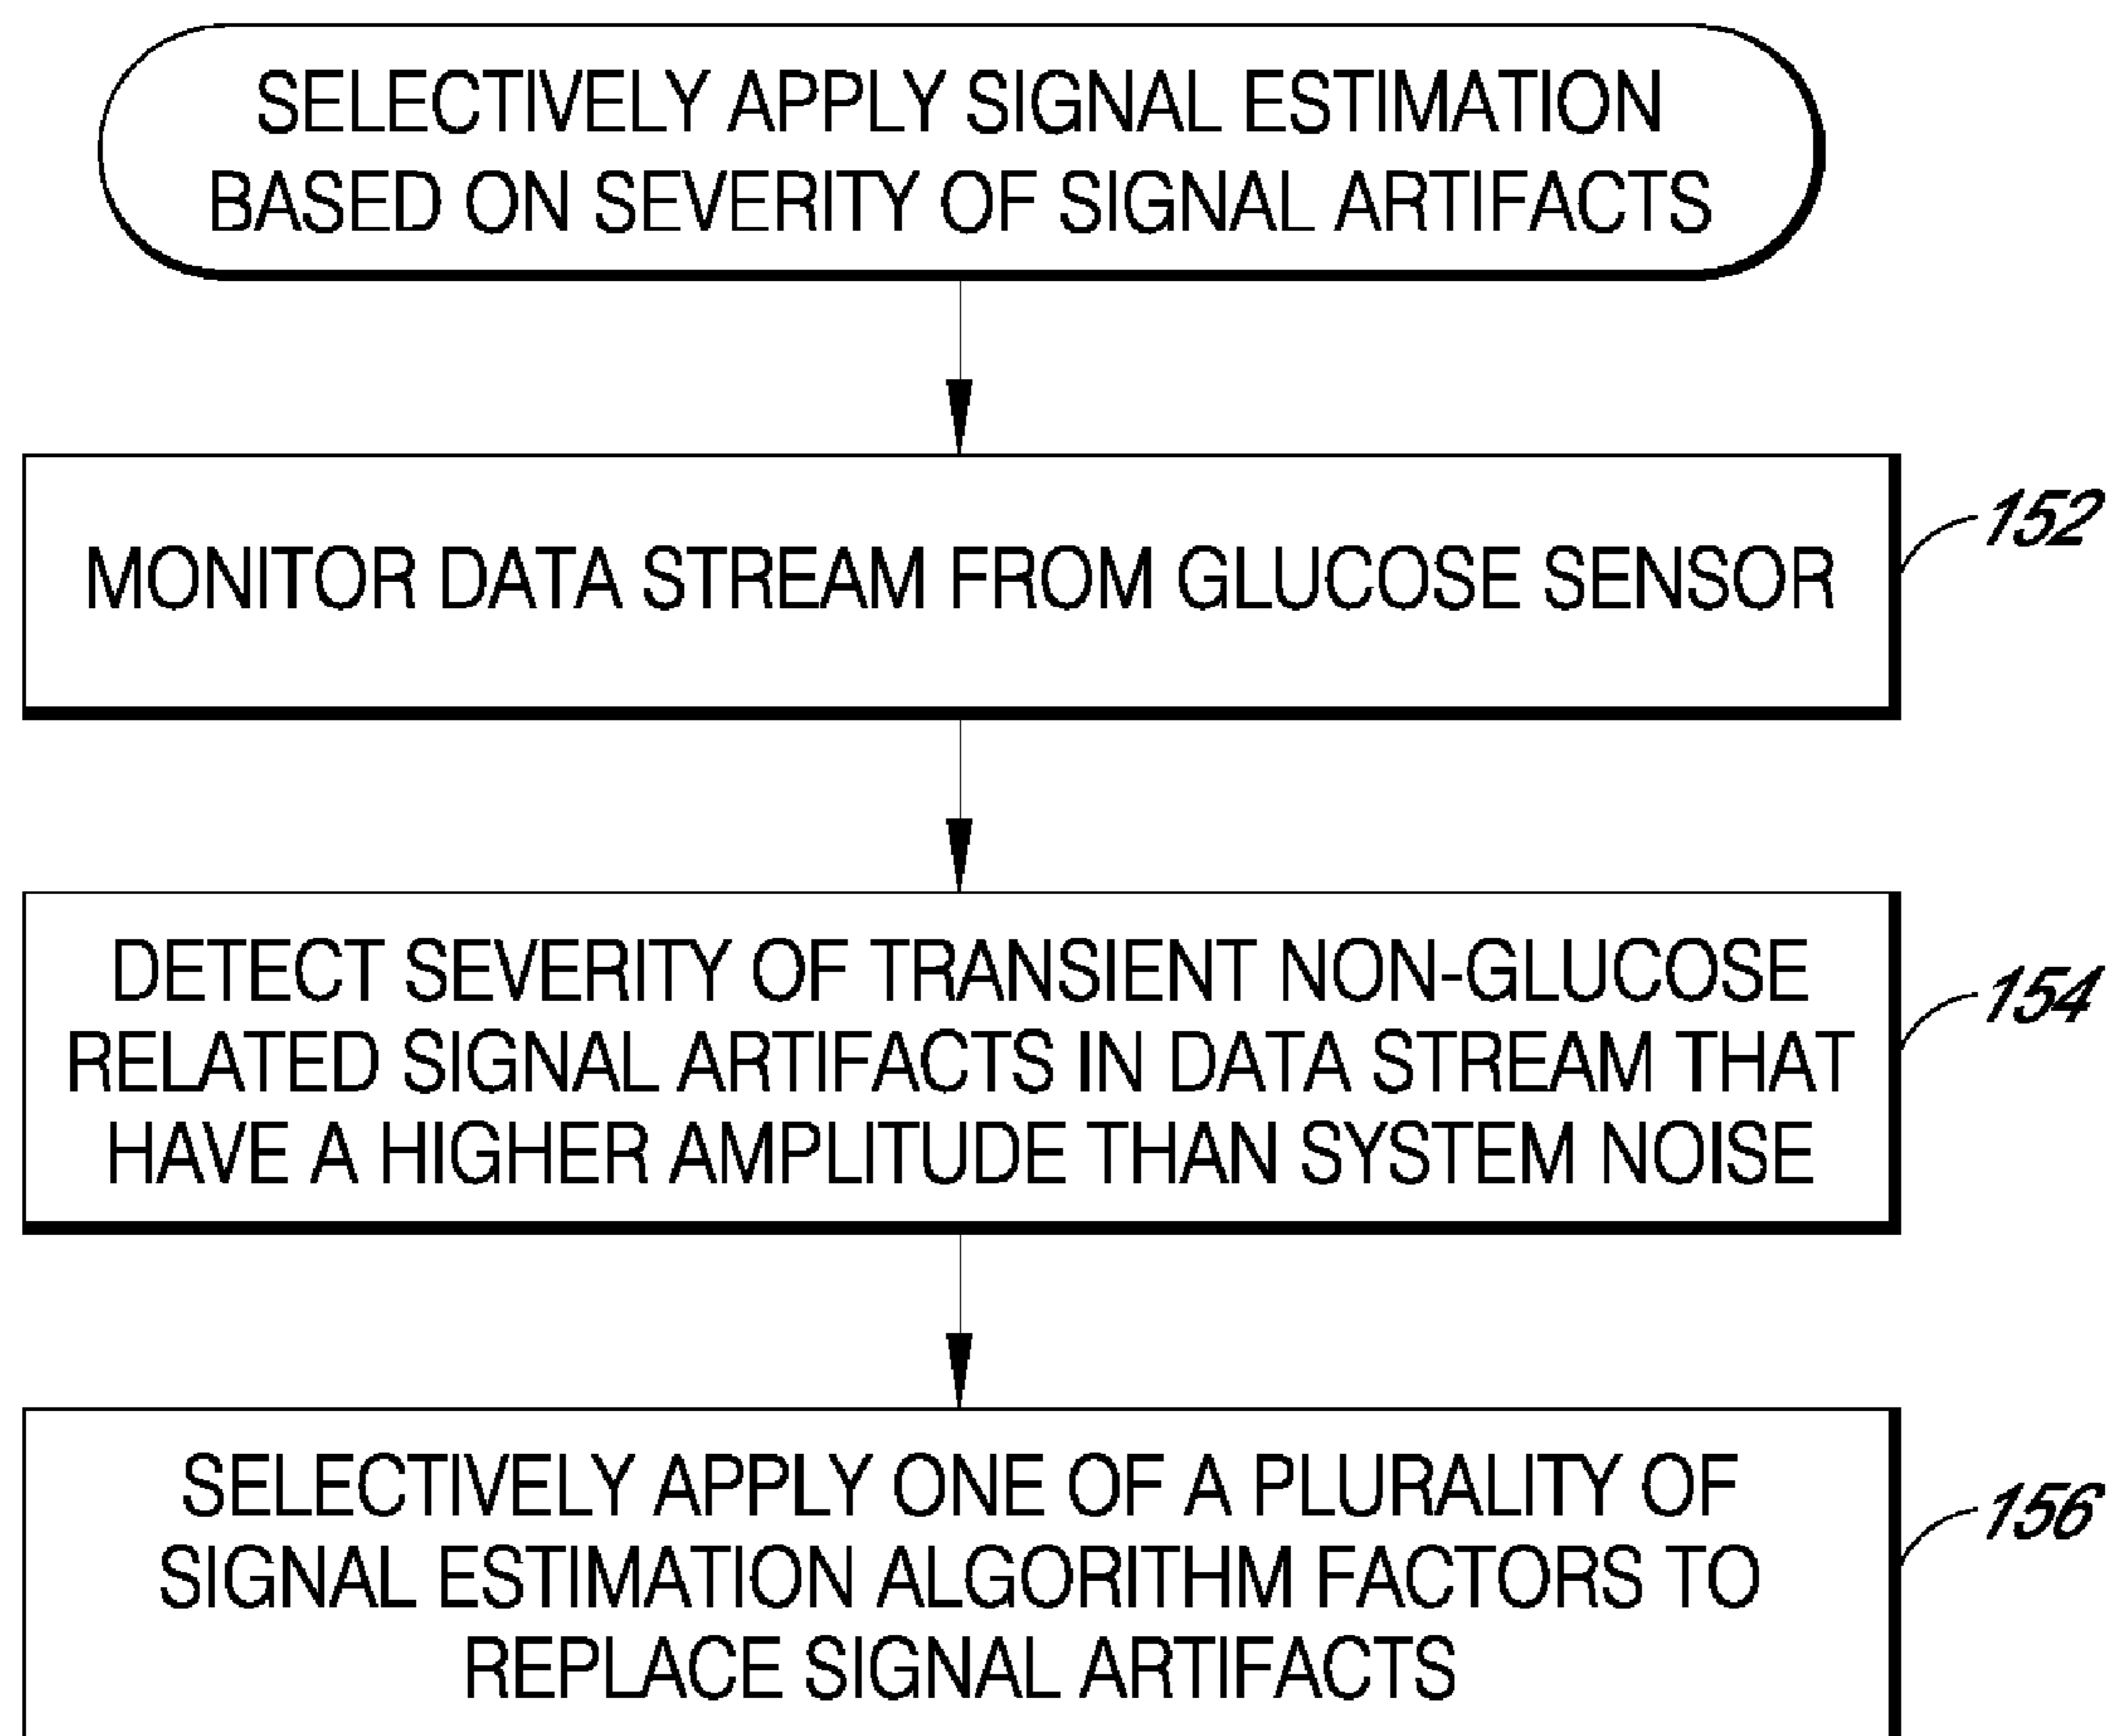 SELECTIVELY APPLY SIGNAL ESTIMATION
BASED ON SEVERITY OF SIGNAL ARTIFACTS
MONITOR DATA STREAM FROM GLUCOSE SENSOR
152
DETECT SEVERITY OF TRANSIENT NON-GLUCOSE
RELATED SIGNAL ARTIFACTS IN DATA STREAM THAT
HAVE A HIGHER AMPLITUDE THAN SYSTEM NOISE
154
SELECTIVELY APPLY ONE OF A PLURALITY OF
SIGNAL ESTIMATION ALGORITHM FACTORS TO
REPLACE SIGNAL ARTIFACTS
156